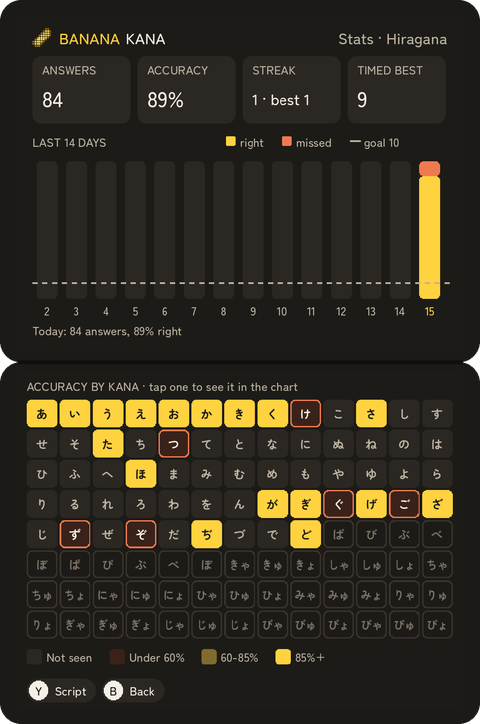 BANANA KANA
Stats · Hiragana
ANSWERS
84
ACCURACY
89%
STREAK
1 · best 1
TIMED BEST
9
LAST 14 DAYS
right
missed
goal 10
2 3 4 5 6 7 8 9 10 11 12 13 14 15
Today: 84 answers, 89% right
ACCURACY BY KANA · tap one to see it in the chart
あ い う え お か き く け こ さ し す
せ そ た ち つ て と な に ぬ ね の は
ひ ふ へ ほ ま み む め も や ゆ よ ら
り る れ ろ わ を ん が ぎ ぐ げ ご ざ
じ ず ぜ ぞ だ ぢ づ で ど ば び ぶ べ
ぼ ぱ ぴ ぷ ぺ ぽ きゃ きゅ きょ しゃ しゅ しょ ちゃ
ちゅ ちょ にゃ にゅ にょ ひゃ ひゅ ひょ みゃ みゅ みょ りゃ りゅ
りょ ぎゃ ぎゅ ぎょ じゃ じゅ じょ びゃ びゅ びょ ぴゃ ぴゅ ぴょ
Not seen
Under 60%
60-85%
85%+
Y Script
B Back